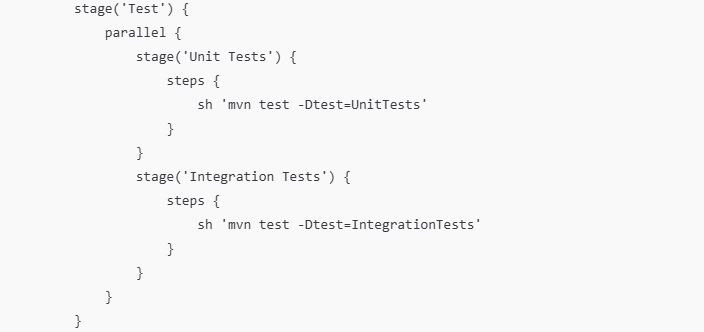 stage('Test') {
    parallel {
        stage('Unit Tests') {
            steps {
                sh 'mvn test -Dtest=UnitTests'
            }
        }
        stage('Integration Tests') {
            steps {
                sh 'mvn test -Dtest=IntegrationTests'
            }
        }
    }
}